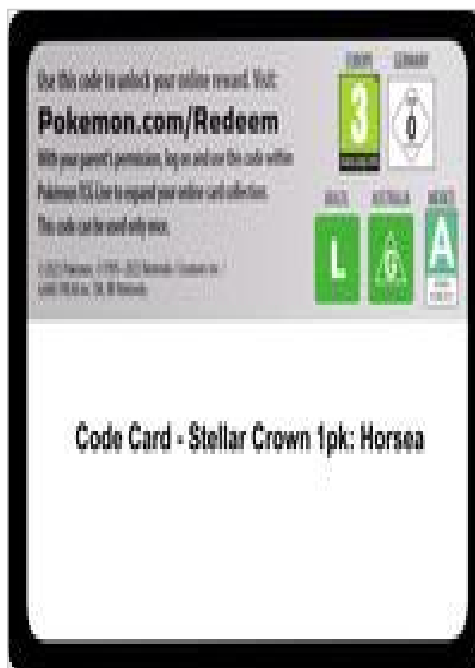 Use this code to unlock your online reward. Visit:
Pokemon.com/Redeem
With your parent's permission, log on and use this code within
Pokémon TCG Live to expand your online card collection.
This code can be used only once.
EUROPE GERMANY
3
0
BRAZIL AUSTRALIA MEXICO
L
G
A
Code Card - Stellar Crown 1pk: Horsea